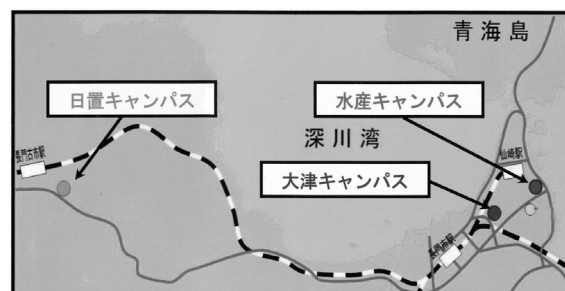 青海島
日置キャンパス
水産キャンパス
深川湾
長門古市駅
仙崎駅
大津キャンパス
長門市駅